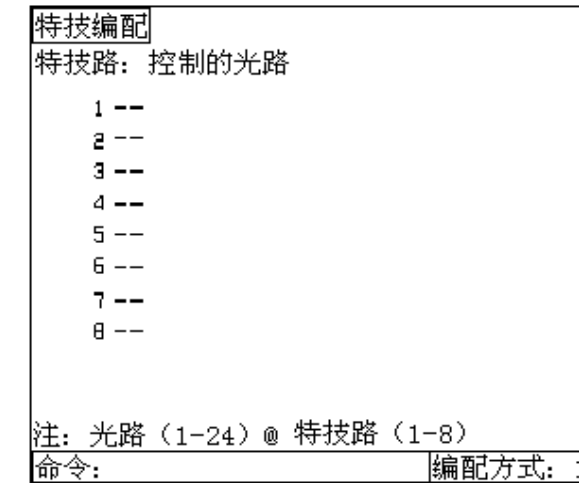 特技编配
特技路：控制的光路
1 --
2 --
3 --
4 --
5 --
6 --
7 --
8 --
注：光路（1-24）@ 特技路（1-8）
命令：
编配方式：